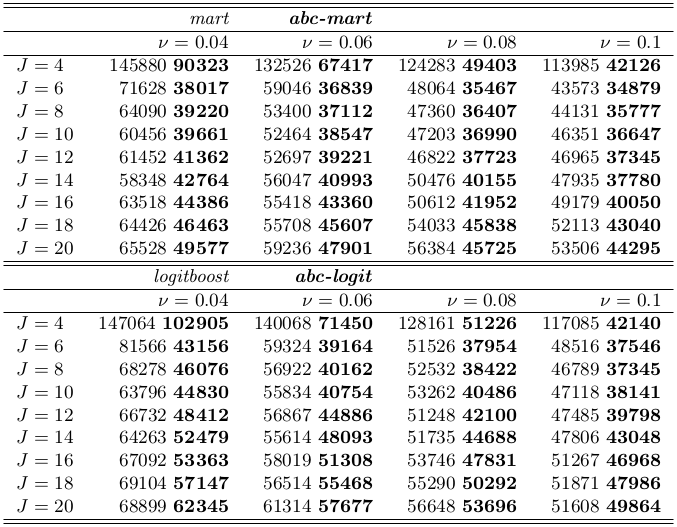 mart abc-mart
ν = 0.04 ν = 0.06 ν = 0.08 ν = 0.1
J = 4 145880 90323 132526 67417 124283 49403 113985 42126
J = 6 71628 38017 59046 36839 48064 35467 43573 34879
J = 8 64090 39220 53400 37112 47360 36407 44131 35777
J = 10 60456 39661 52464 38547 47203 36990 46351 36647
J = 12 61452 41362 52697 39221 46822 37723 46965 37345
J = 14 58348 42764 56047 40993 50476 40155 47935 37780
J = 16 63518 44386 55418 43360 50612 41952 49179 40050
J = 18 64426 46463 55708 45607 54033 45838 52113 43040
J = 20 65528 49577 59236 47901 56384 45725 53506 44295
logitboost abc-logit
ν = 0.04 ν = 0.06 ν = 0.08 ν = 0.1
J = 4 147064 102905 140068 71450 128161 51226 117085 42140
J = 6 81566 43156 59324 39164 51526 37954 48516 37546
J = 8 68278 46076 56922 40162 52532 38422 46789 37345
J = 10 63796 44830 55834 40754 53262 40486 47118 38141
J = 12 66732 48412 56867 44886 51248 42100 47485 39798
J = 14 64263 52479 55614 48093 51735 44688 47806 43048
J = 16 67092 53363 58019 51308 53746 47831 51267 46968
J = 18 69104 57147 56514 55468 55290 50292 51871 47986
J = 20 68899 62345 61314 57677 56648 53696 51608 49864